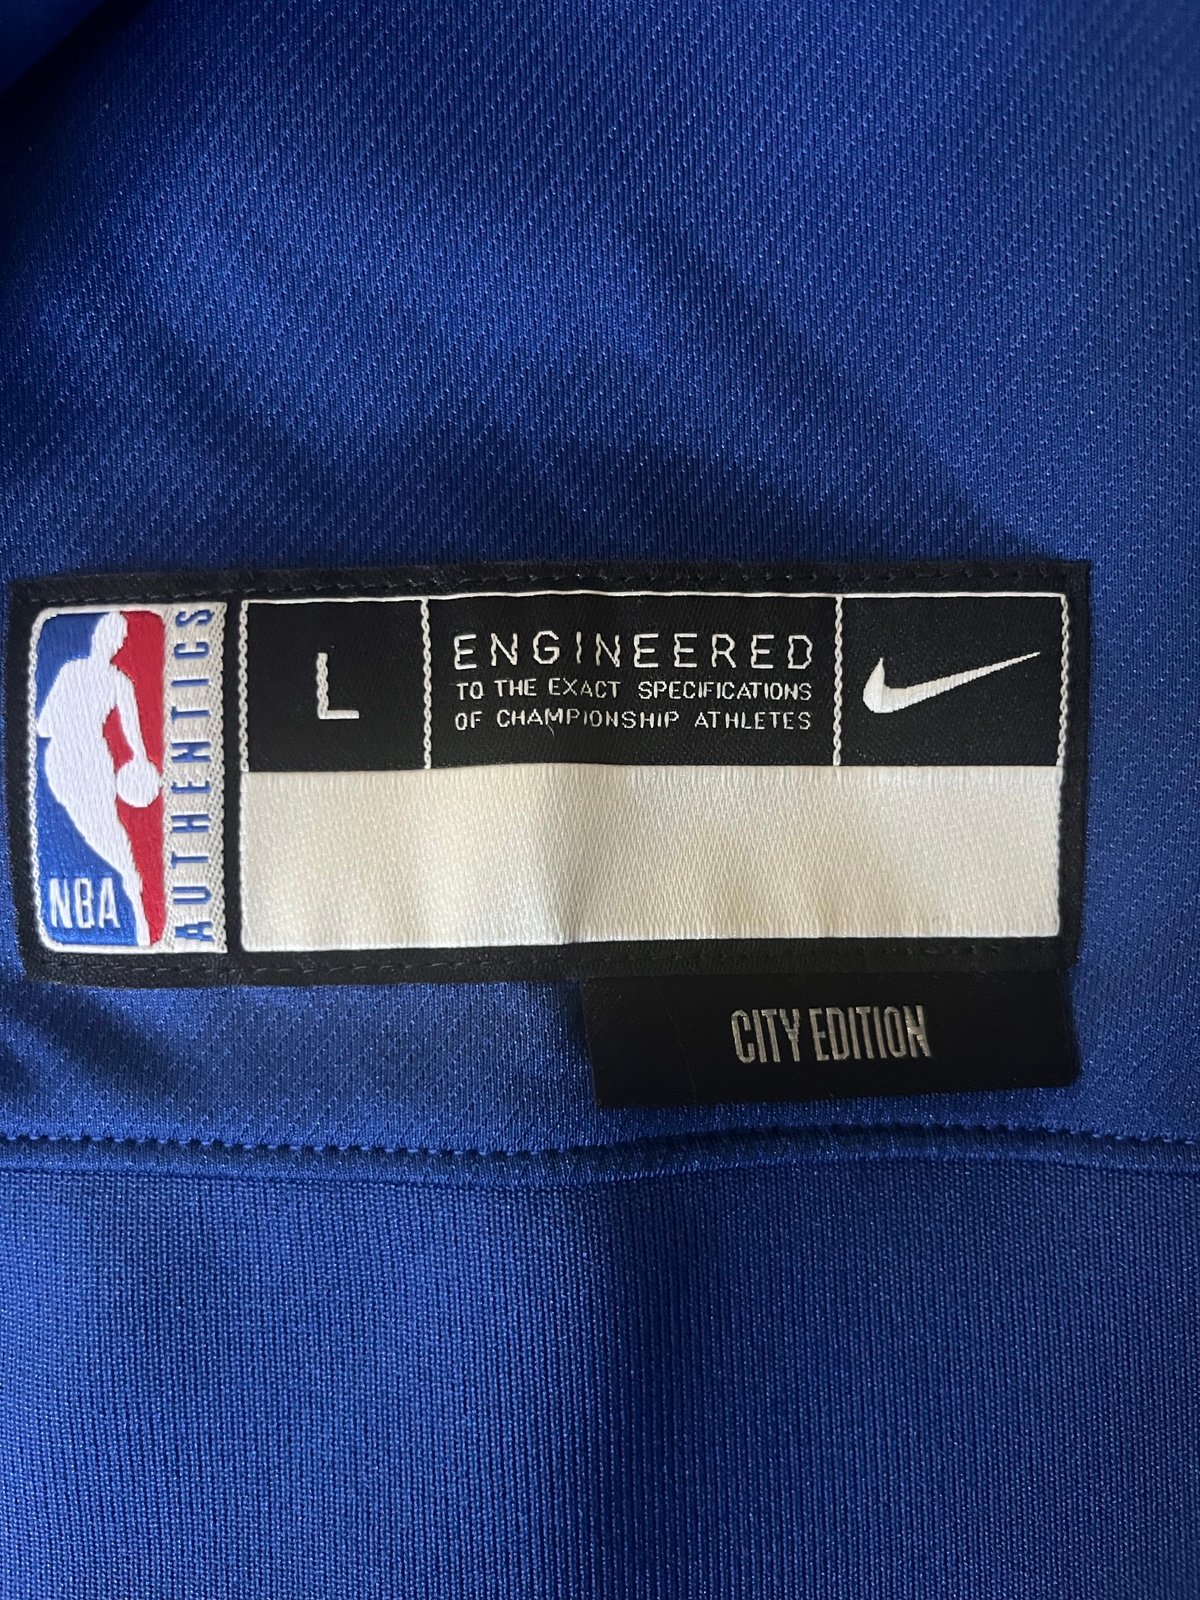 NBA
AUTHENTICS
L
ENGINEERED
TO THE EXACT SPECIFICATIONS
OF CHAMPIONSHIP ATHLETES
CITY EDITION